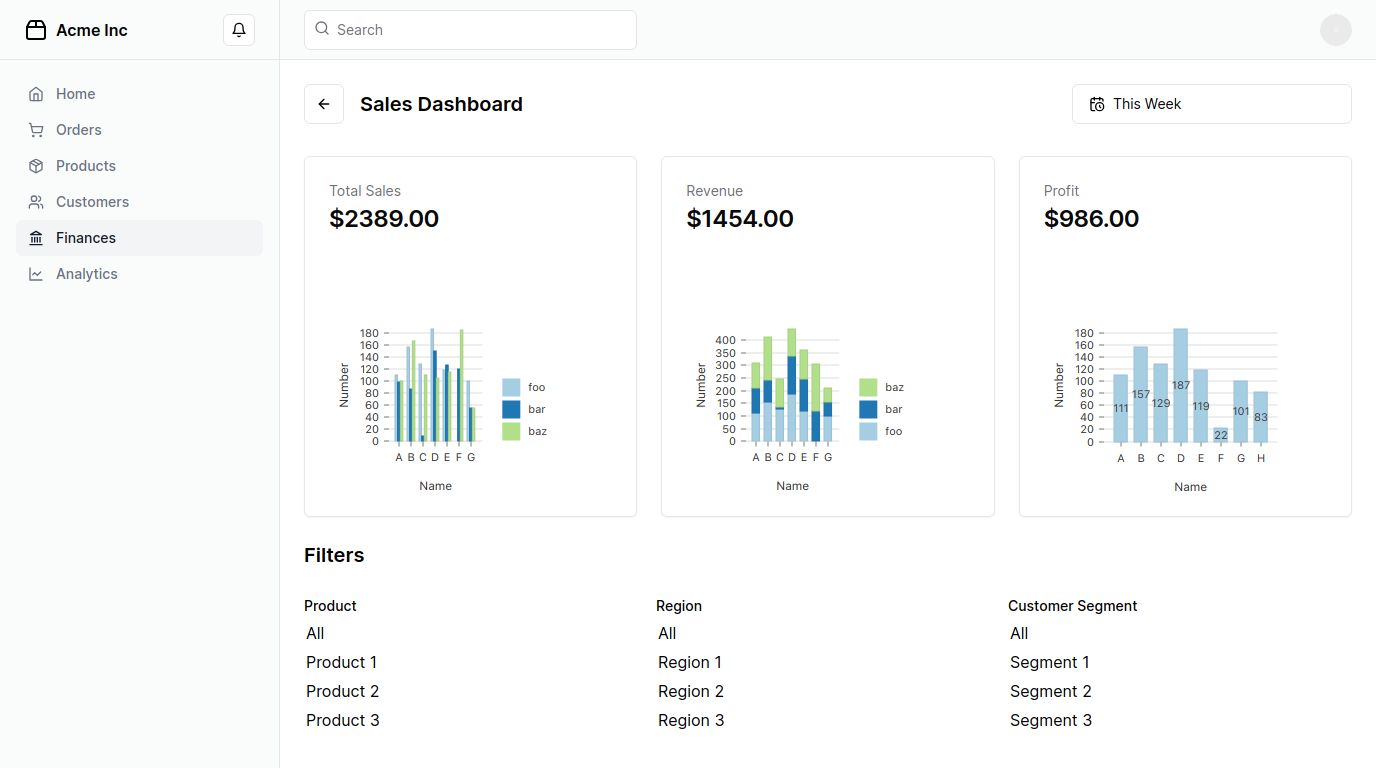 Acme Inc
Search
Home
Orders
Products
Customers
Finances
Analytics
Sales Dashboard
This Week
Total Sales
$2389.00
180
160
140
120
100
80
60
40
20
0
Number
A B C D E F G
Name
foo
bar
baz
Revenue
$1454.00
400
350
300
250
200
150
100
50
0
Number
A B C D E F G
Name
baz
bar
foo
Profit
$986.00
180
160
140
120
100
80
60
40
20
0
Number
111 157 129 187 119 22 101 83
A B C D E F G H
Name
Filters
Product
All
Product 1
Product 2
Product 3
Region
All
Region 1
Region 2
Region 3
Customer Segment
All
Segment 1
Segment 2
Segment 3